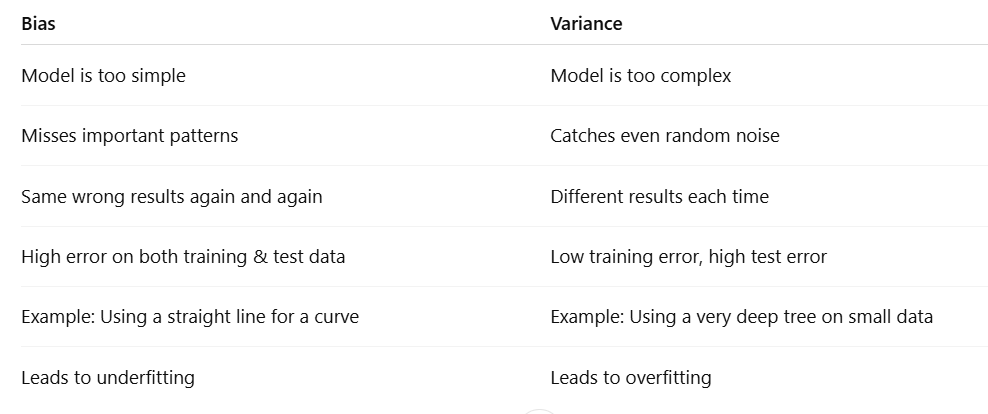 Bias Variance
Model is too simple Model is too complex
Misses important patterns Catches even random noise
Same wrong results again and again Different results each time
High error on both training & test data Low training error, high test error
Example: Using a straight line for a curve Example: Using a very deep tree on small data
Leads to underfitting Leads to overfitting